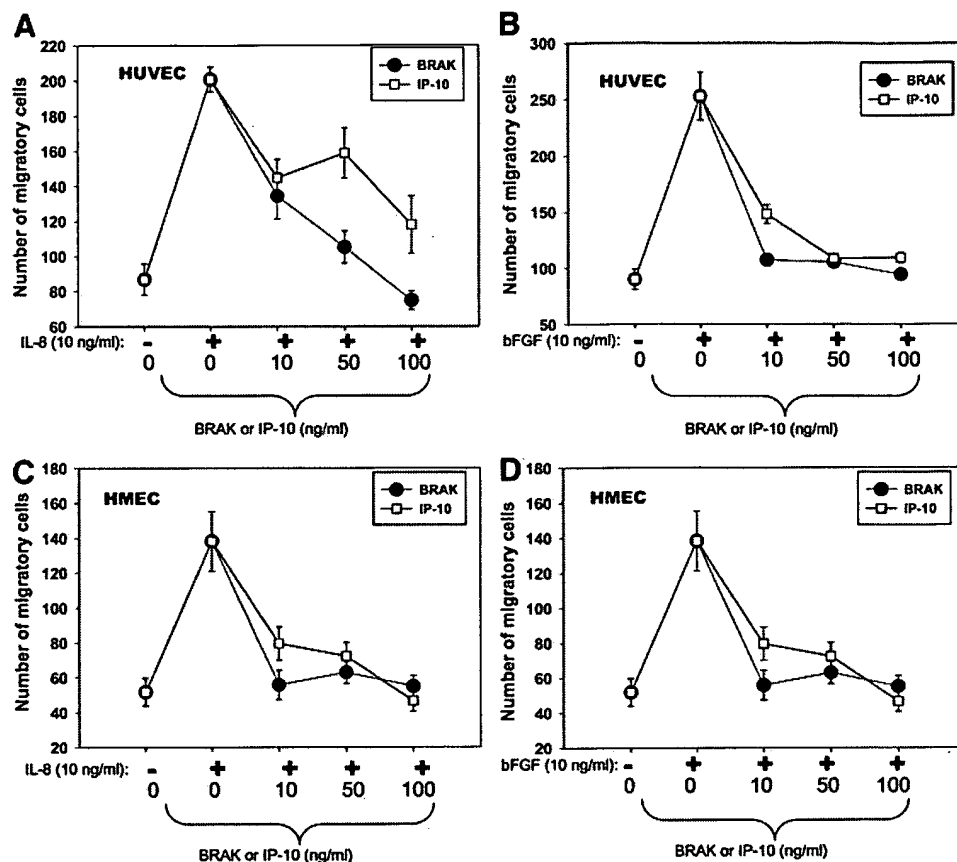 A
HUVEC
BRAK
IP-10
Number of migratory cells
220
200
180
160
140
120
100
80
60
IL-8 (10 ng/ml): - + + + +
0 0 10 50 100
BRAK or IP-10 (ng/ml)
B
HUVEC
BRAK
IP-10
Number of migratory cells
300
250
200
150
100
50
bFGF (10 ng/ml): - + + + +
0 0 10 50 100
BRAK or IP-10 (ng/ml)
C
HMEC
BRAK
IP-10
Number of migratory cells
180
160
140
120
100
80
60
40
20
IL-8 (10 ng/ml): - + + + +
0 0 10 50 100
BRAK or IP-10 (ng/ml)
D
HMEC
BRAK
IP-10
Number of migratory cells
180
160
140
120
100
80
60
40
20
bFGF (10 ng/ml): - + + + +
0 0 10 50 100
BRAK or IP-10 (ng/ml)